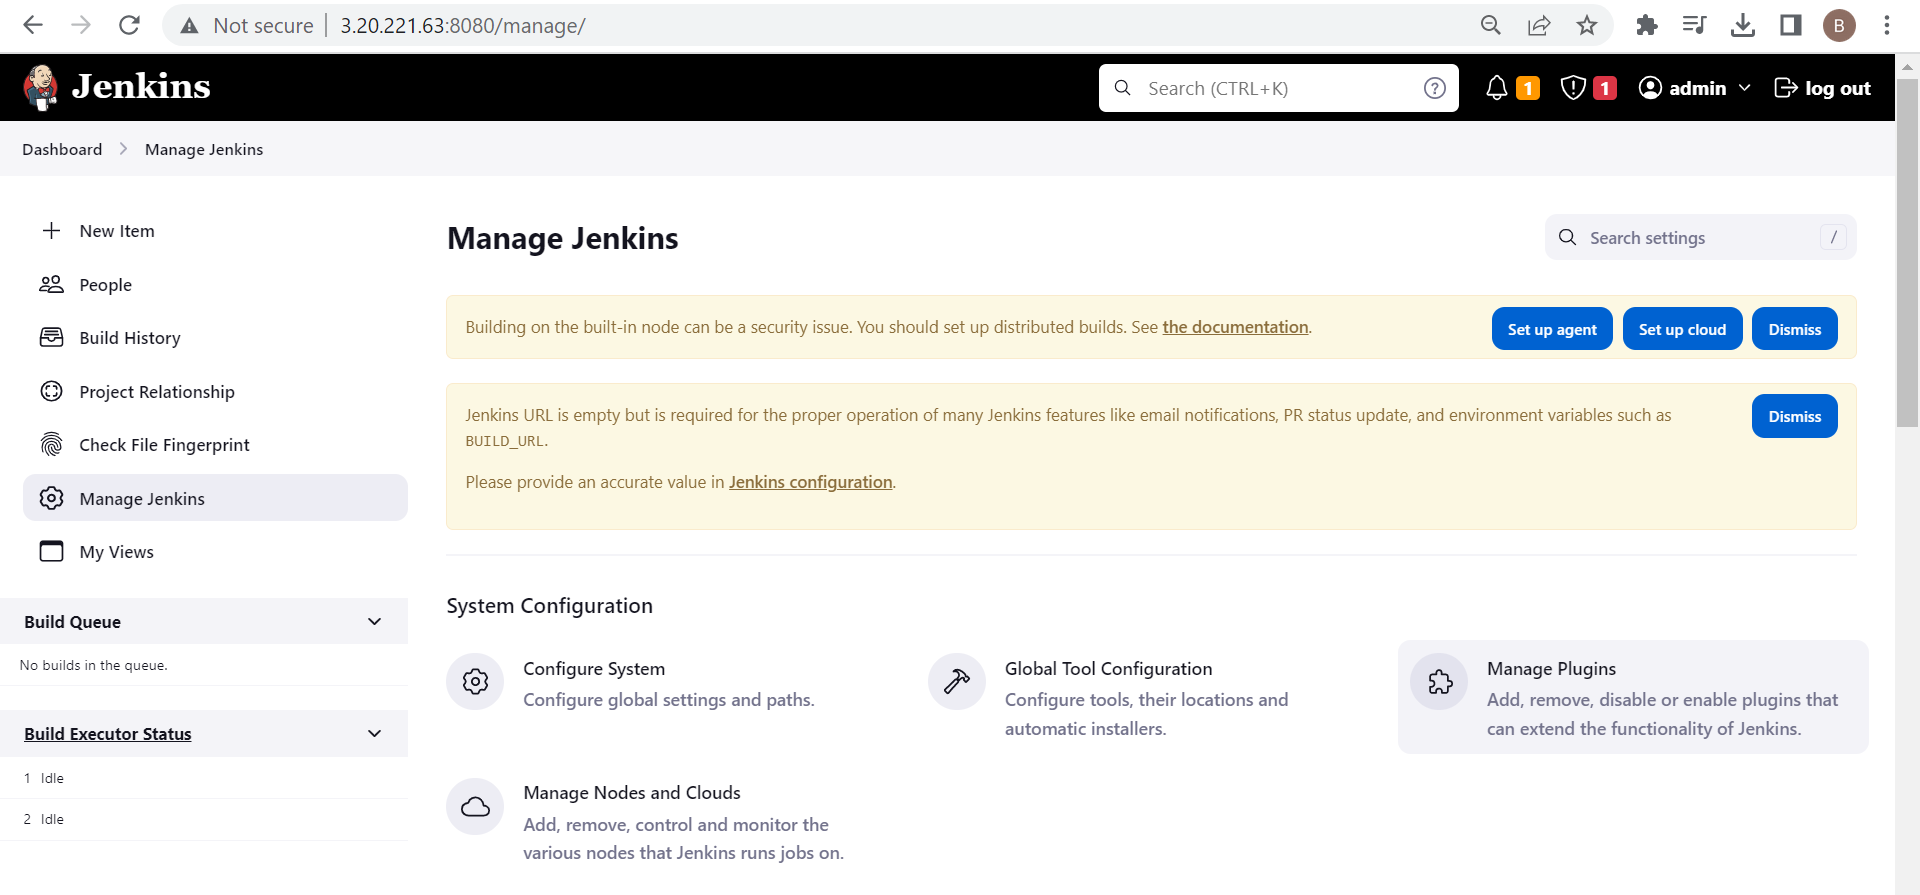 Not secure
3.20.221.63:8080/manage/
B
Jenkins
Search (CTRL+K)
?
1
1
admin
log out
Dashboard
Manage Jenkins
New Item
People
Build History
Project Relationship
Check File Fingerprint
Manage Jenkins
My Views
Build Queue
No builds in the queue.
Build Executor Status
1 Idle
2 Idle
Manage Jenkins
Search settings
/
Building on the built-in node can be a security issue. You should set up distributed builds. See the documentation.
Set up agent
Set up cloud
Dismiss
Jenkins URL is empty but is required for the proper operation of many Jenkins features like email notifications, PR status update, and environment variables such as
BUILD_URL.
Dismiss
Please provide an accurate value in Jenkins configuration.
System Configuration
Configure System
Configure global settings and paths.
Global Tool Configuration
Configure tools, their locations and
automatic installers.
Manage Plugins
Add, remove, disable or enable plugins that
can extend the functionality of Jenkins.
Manage Nodes and Clouds
Add, remove, control and monitor the
various nodes that Jenkins runs jobs on.